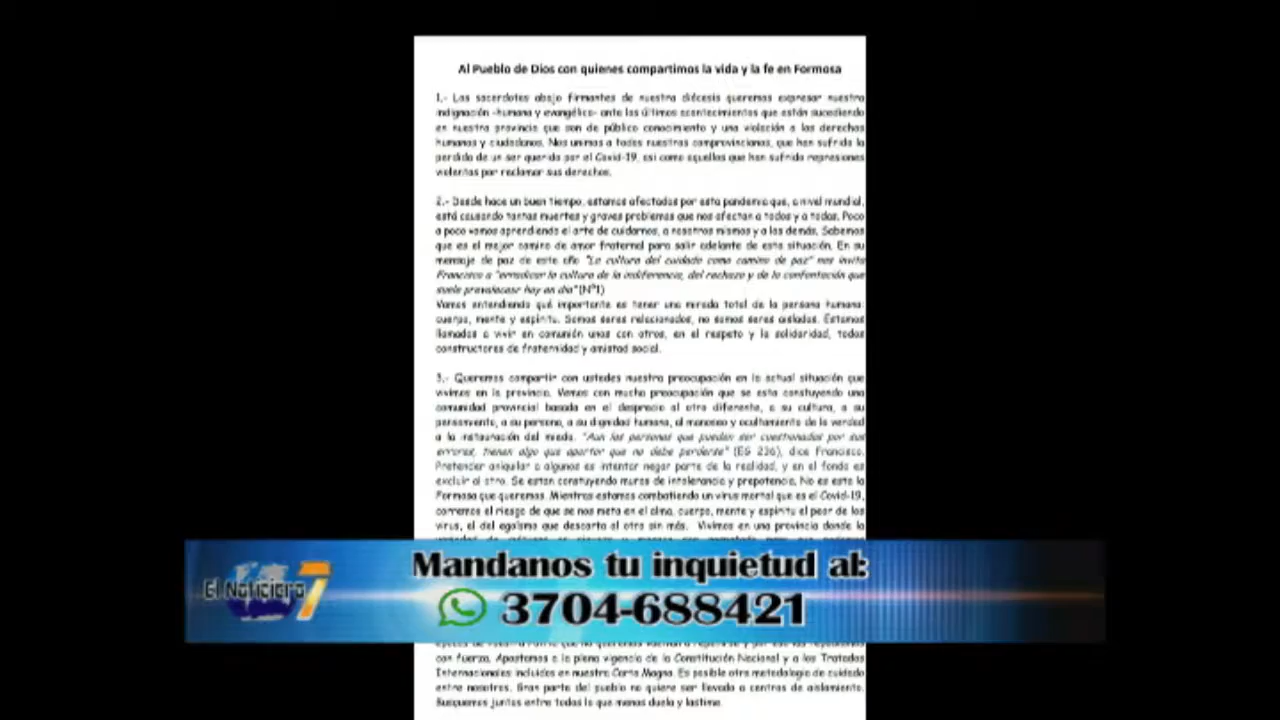 Al Pueblo de Dios con quienes compartimos la vida y la fe en Formosa
1.- Los sacerdotes abajo firmantes de nuestra diócesis queremos expresar nuestra
indignación -humana y evangélica- ante los últimos acontecimientos que están sucediendo
en nuestra provincia que son de público conocimiento y una violación a los derechos
humanos y ciudadanos. Nos unimos a todos nuestros comprovincianos, que han sufrido la
perdida de un ser querido por el Covid-19, así como aquellos que han sufrido represiones
violentas por reclamar sus derechos.
2.- Desde hace un buen tiempo, estamos afectados por esta pandemia que, a nivel mundial,
está causando tantas muertes y graves problemas que nos afectan a todos y a todas. Poco
a poco vamos aprendiendo el arte de cuidarnos, a nosotros mismos y a los demás. Sabemos
que es el mejor camino de amor fraternal para salir adelante de esta situación. En su
mensaje de paz de este año "La cultura del cuidado como camino de paz" nos invita
Francisco a "erradicar la cultura de la indiferencia, del rechazo y de la confrontación que
suele prevalecer hoy en día" (Nº1)
Vamos entendiendo qué importante es tener una mirada total de la persona humana:
cuerpo, mente y espíritu. Somos seres relacionados, no somos seres aislados. Estamos
llamados a vivir en comunión unos con otros, en el respeto y la solidaridad, todos
constructores de fraternidad y amistad social.
3.- Queremos compartir con ustedes nuestra preocupación en la actual situación que
vivimos en la provincia. Vemos con mucha preocupación que se esta construyendo una
comunidad provincial basada en el desprecio al otro diferente, a su cultura, a su
pensamiento, a su persona, a su dignidad humana, al manoseo y ocultamiento de la verdad
a la instauración del miedo. "Aun las personas que puedan ser cuestionadas por sus
errores, tienen algo que aportar que no debe perderse" (EG 236), dice Francisco.
Pretender aniquilar a algunos es intentar negar parte de la realidad, y en el fondo es
excluir al otro. Se están construyendo muros de intolerancia y prepotencia. No es esta la
Formosa que queremos. Mientras estamos combatiendo un virus mortal que es el Covid-19,
corremos el riesgo de que se nos meta en el alma, cuerpo, mente y espíritu el peor de los
virus, el del egoísmo que descarta al otro sin más. Vivimos en una provincia donde la
El Noticiero 7
Mandanos tu inquietud al:
3704-688421
con fuerza. Apostamos a la plena vigencia de la Constitución Nacional y a los Tratados
Internacionales incluidos en nuestra Carta Magna. Es posible otra metodología de cuidado
entre nosotros. Gran parte del pueblo no quiere ser llevado a centros de aislamiento.
Busquemos juntos entre todos lo que menos duela y lastime.